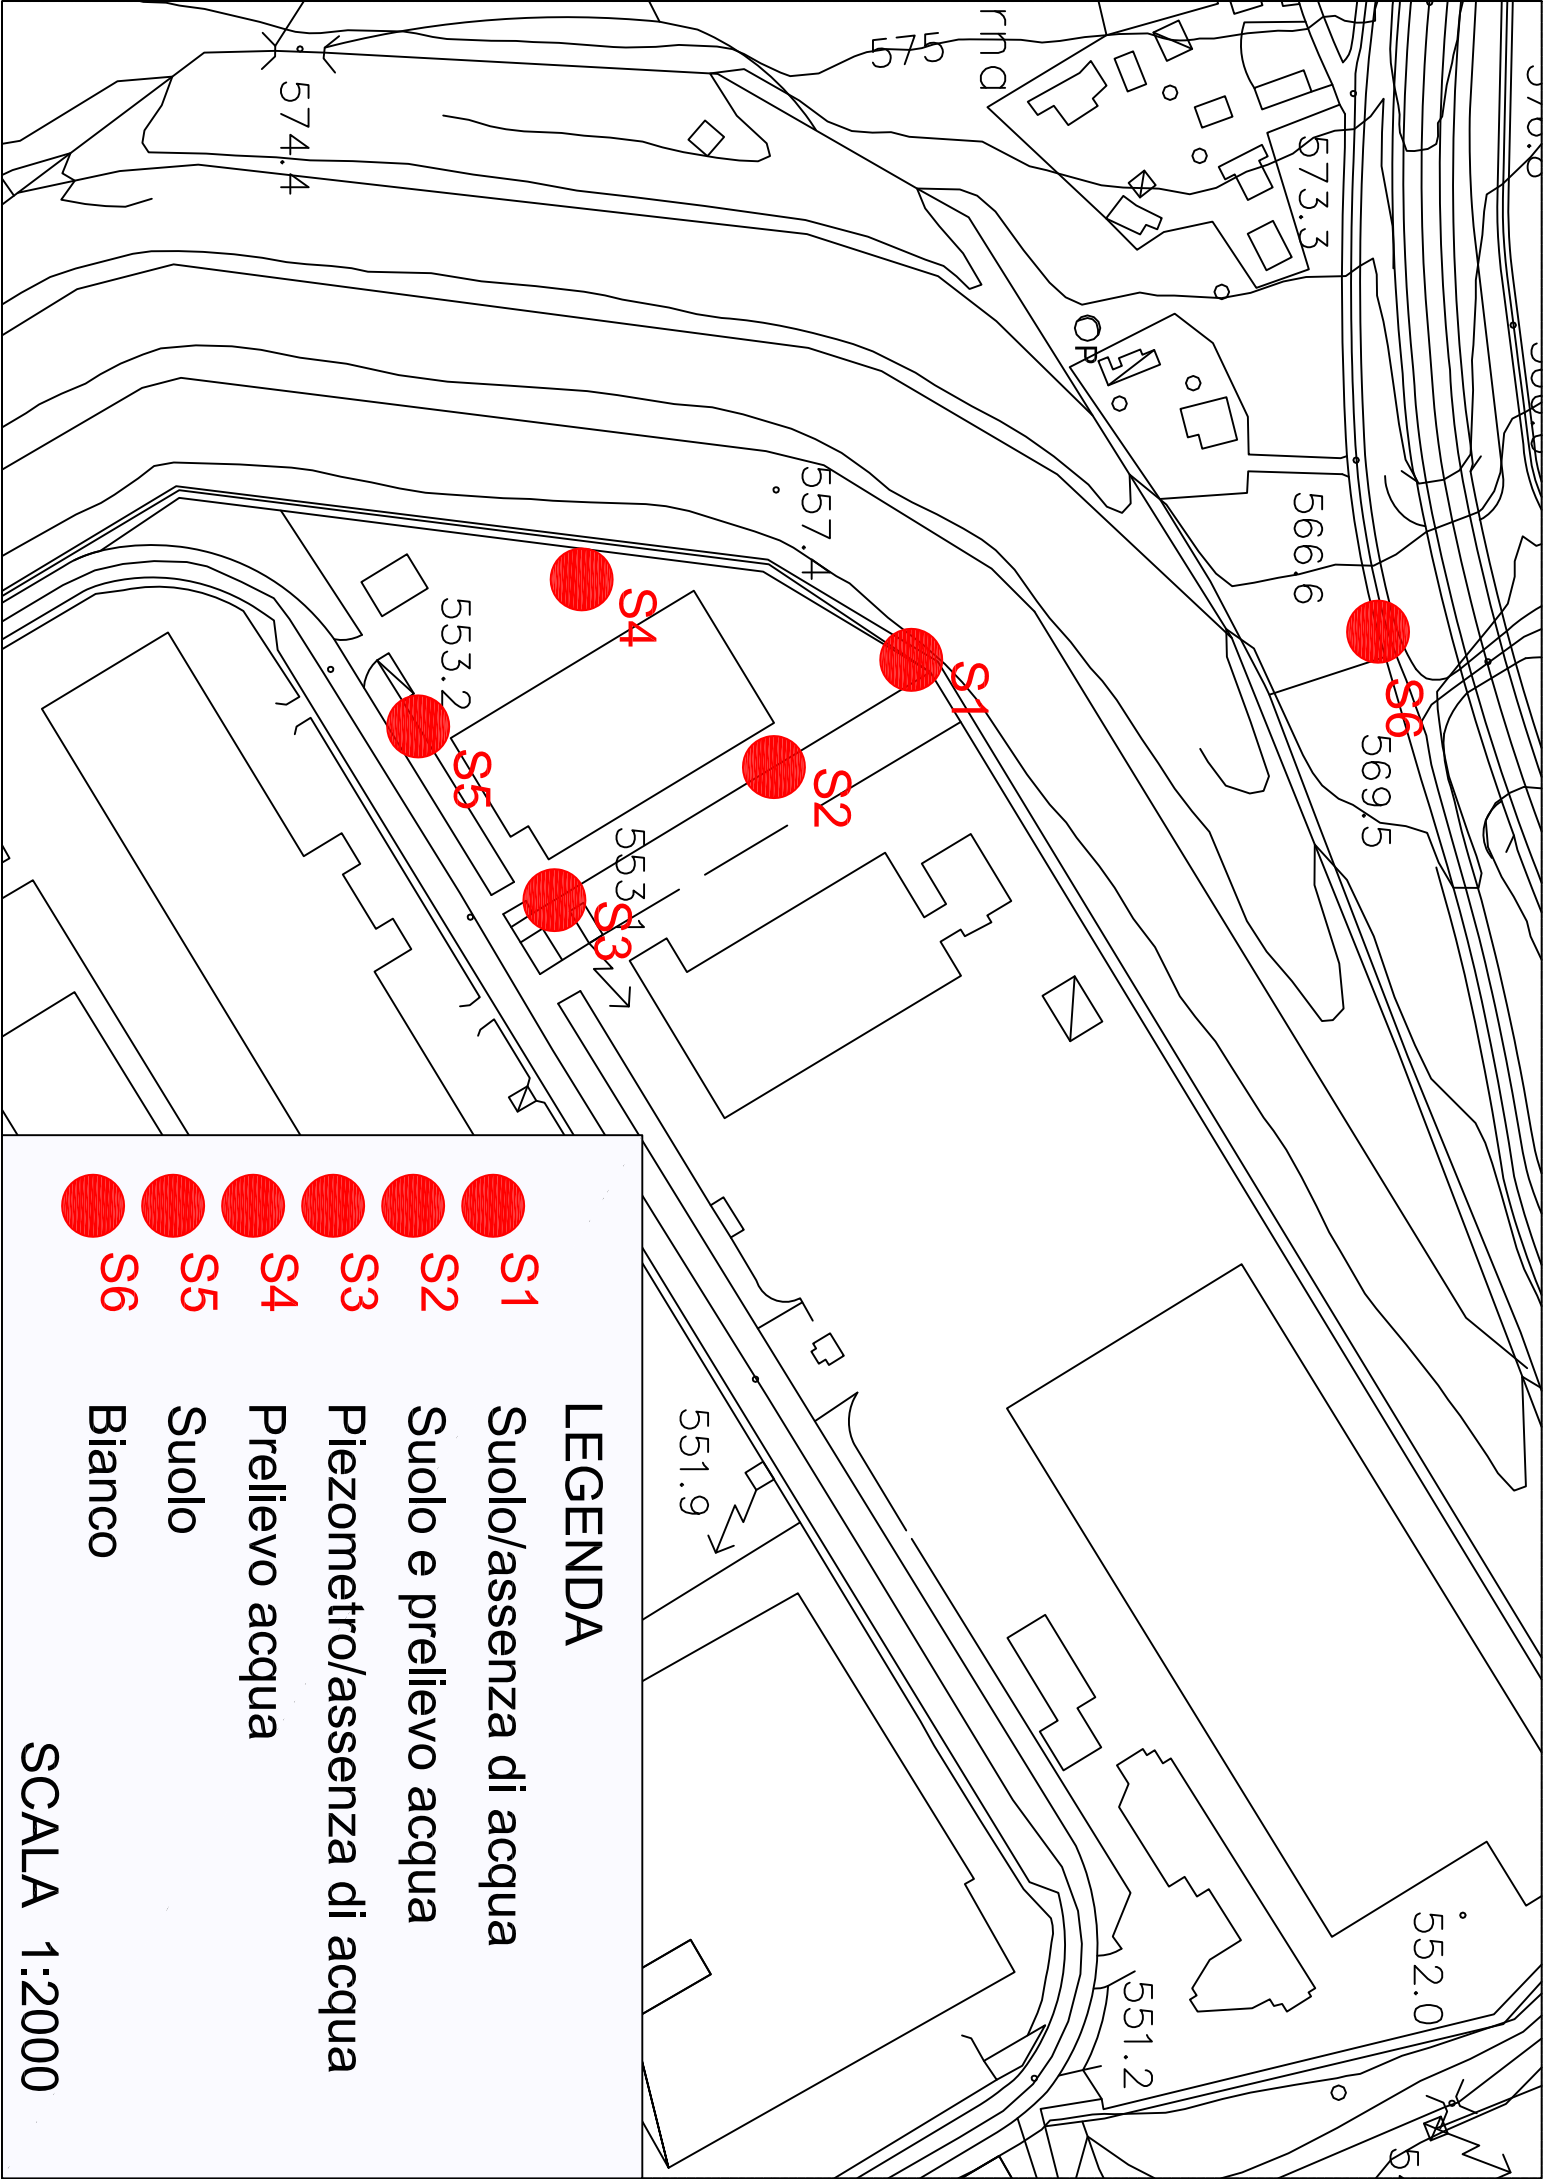 rma
575
574.4
573.3
566.6
557.4
S6
569.5
S4
S1
553.2
S5
S2
553.1
S3
551.9
552.0
551.2
LEGENDA
S1 Suolo/assenza di acqua
S2 Suolo e prelievo acqua
S3 Piezometro/assenza di acqua
S4 Prelievo acqua
S5 Suolo
S6 Bianco
SCALA 1:2000
P